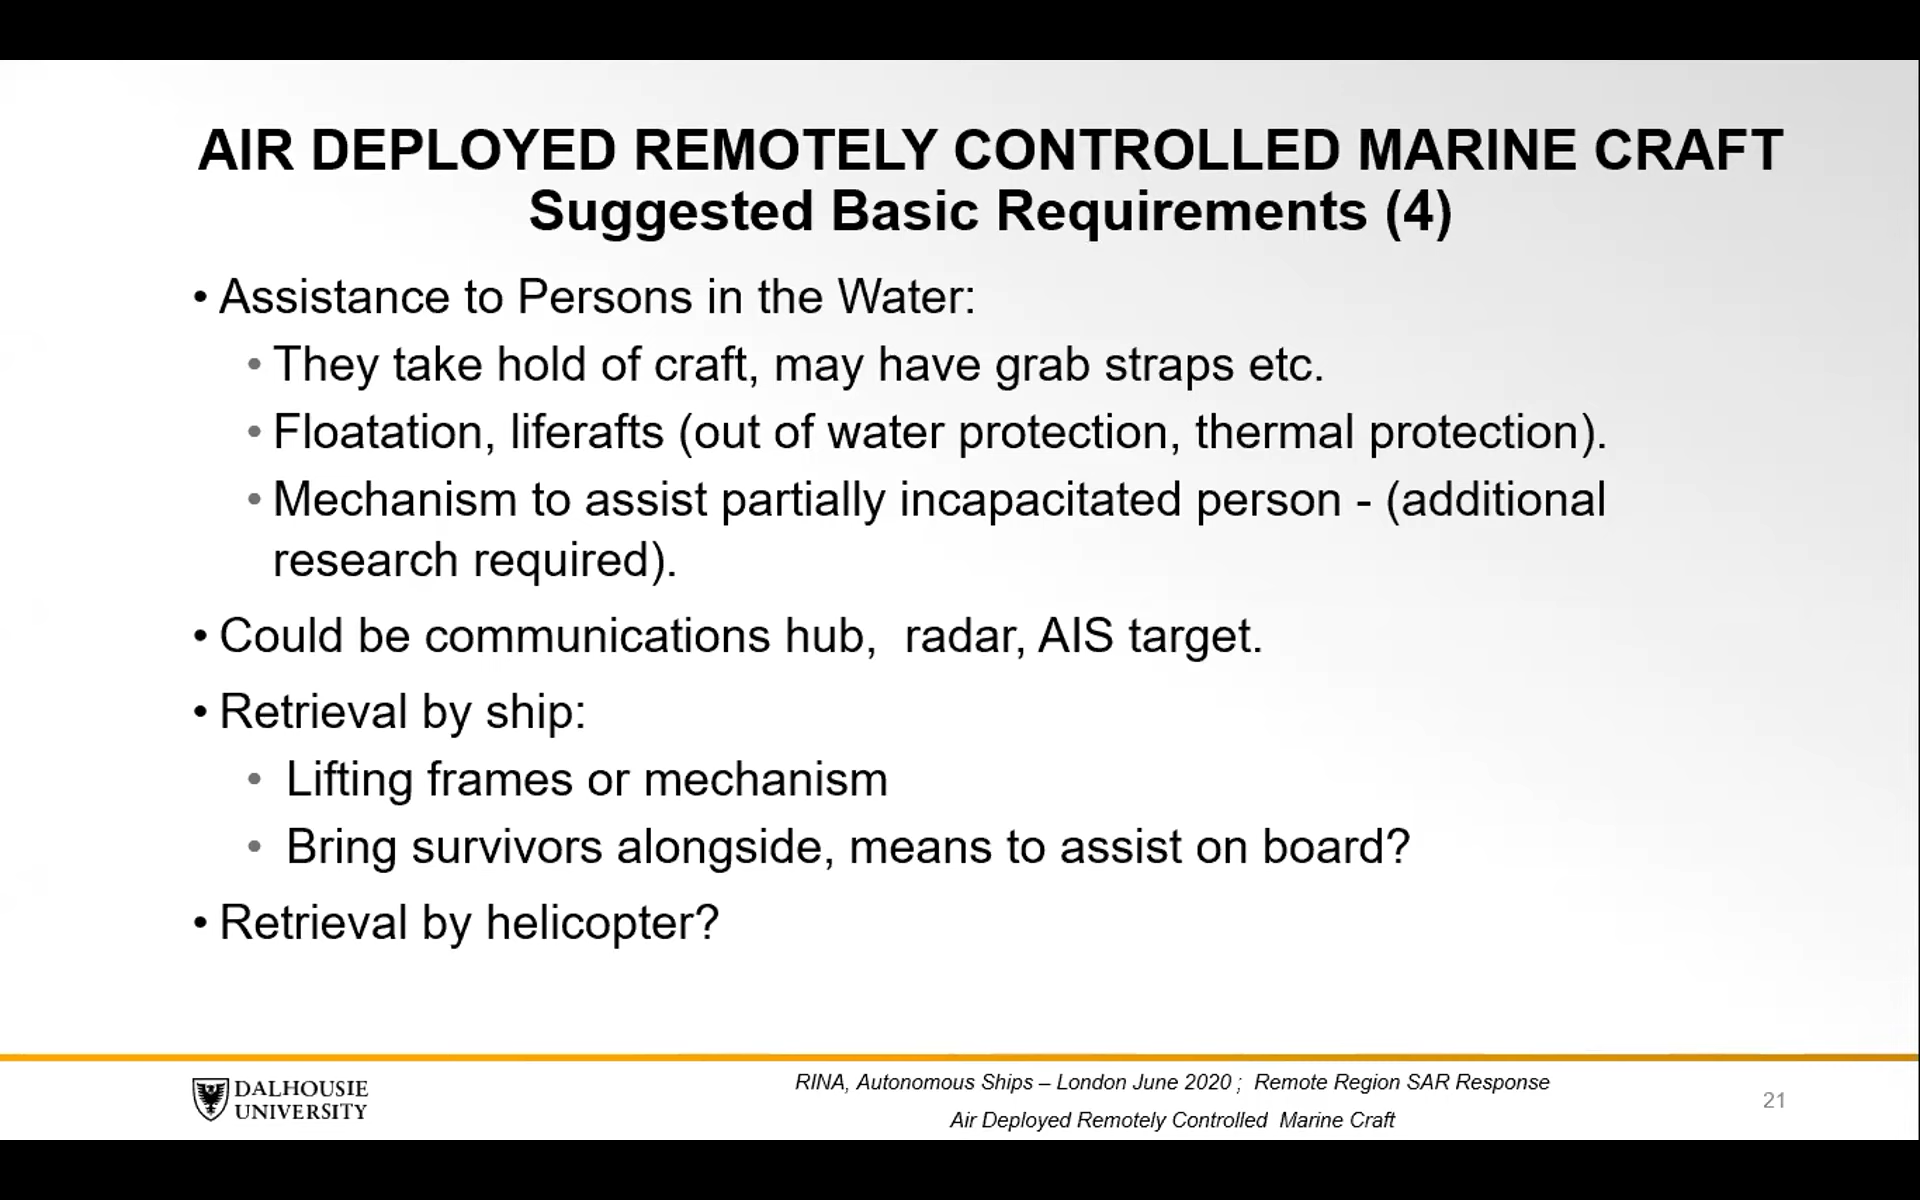 AIR DEPLOYED REMOTELY CONTROLLED MARINE CRAFT
Suggested Basic Requirements (4)
• Assistance to Persons in the Water:
• They take hold of craft, may have grab straps etc.
• Floatation, liferafts (out of water protection, thermal protection).
• Mechanism to assist partially incapacitated person - (additional
research required).
• Could be communications hub,  radar, AIS target.
• Retrieval by ship:
• Lifting frames or mechanism
• Bring survivors alongside, means to assist on board?
• Retrieval by helicopter?
DALHOUSIE
UNIVERSITY
RINA, Autonomous Ships – London June 2020 ;  Remote Region SAR Response
Air Deployed Remotely Controlled  Marine Craft
21